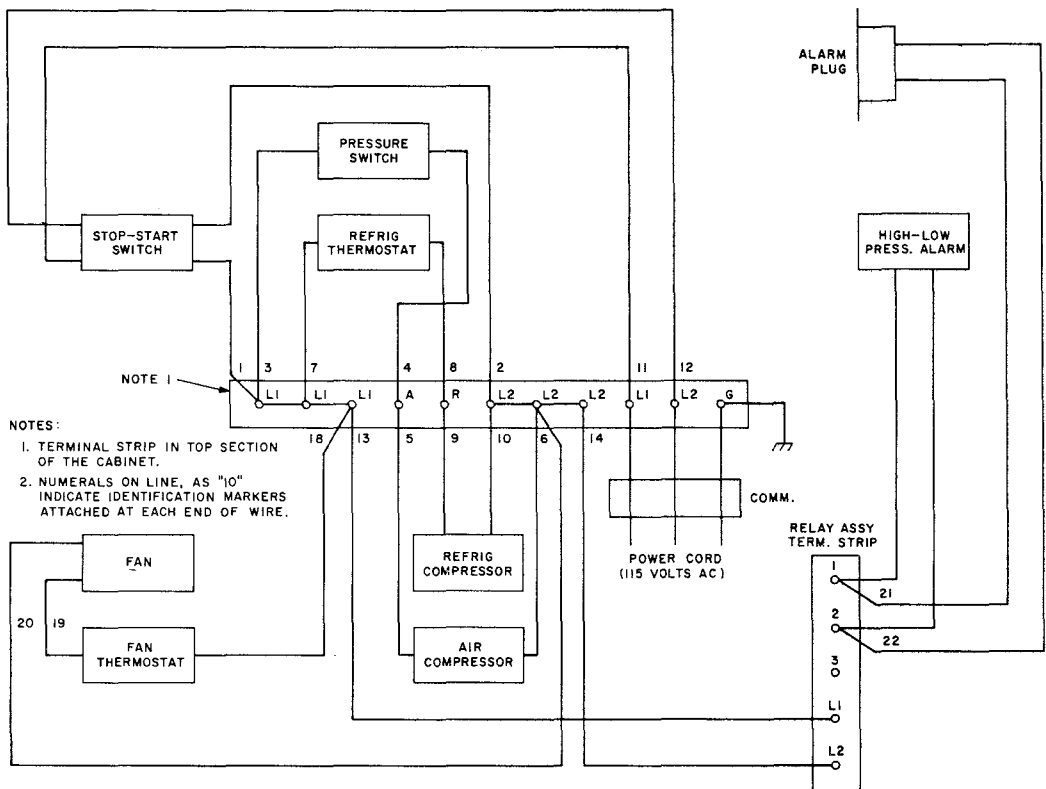 ALARM
PLUG
PRESSURE
SWITCH
STOP-START
SWITCH
REFRIG
THERMOSTAT
HIGH-LOW
PRESS. ALARM
1 3 7 4 8 2 11 12
NOTE 1
L1 L1 L1 A R L2 L2 L2 L1 L2 G
18 13 5 9 10 6 14
NOTES:
1. TERMINAL STRIP IN TOP SECTION
OF THE CABINET.
2. NUMERALS ON LINE, AS "10"
INDICATE IDENTIFICATION MARKERS
ATTACHED AT EACH END OF WIRE.
COMM.
POWER CORD
(115 VOLTS AC)
RELAY ASSY
TERM. STRIP
FAN
REFRIG
COMPRESSOR
1
21
20 19
2
22
FAN
THERMOSTAT
AIR
COMPRESSOR
3
L1
L2